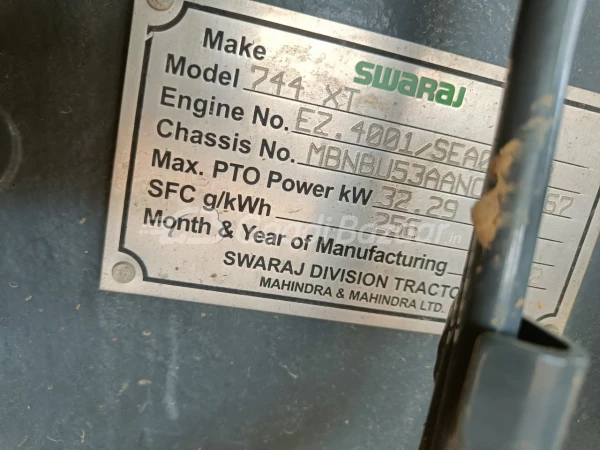 Make SWARAJ
Model 744 XT
Engine No. EZ.4001/SEA
Chassis No. MBNBU53AAN 67
Max. PTO Power kW 32.29
SFC g/kWh 256
Month & Year of Manufacturing
SWARAJ DIVISION TRACTO
MAHINDRA & MAHINDRA LTD.